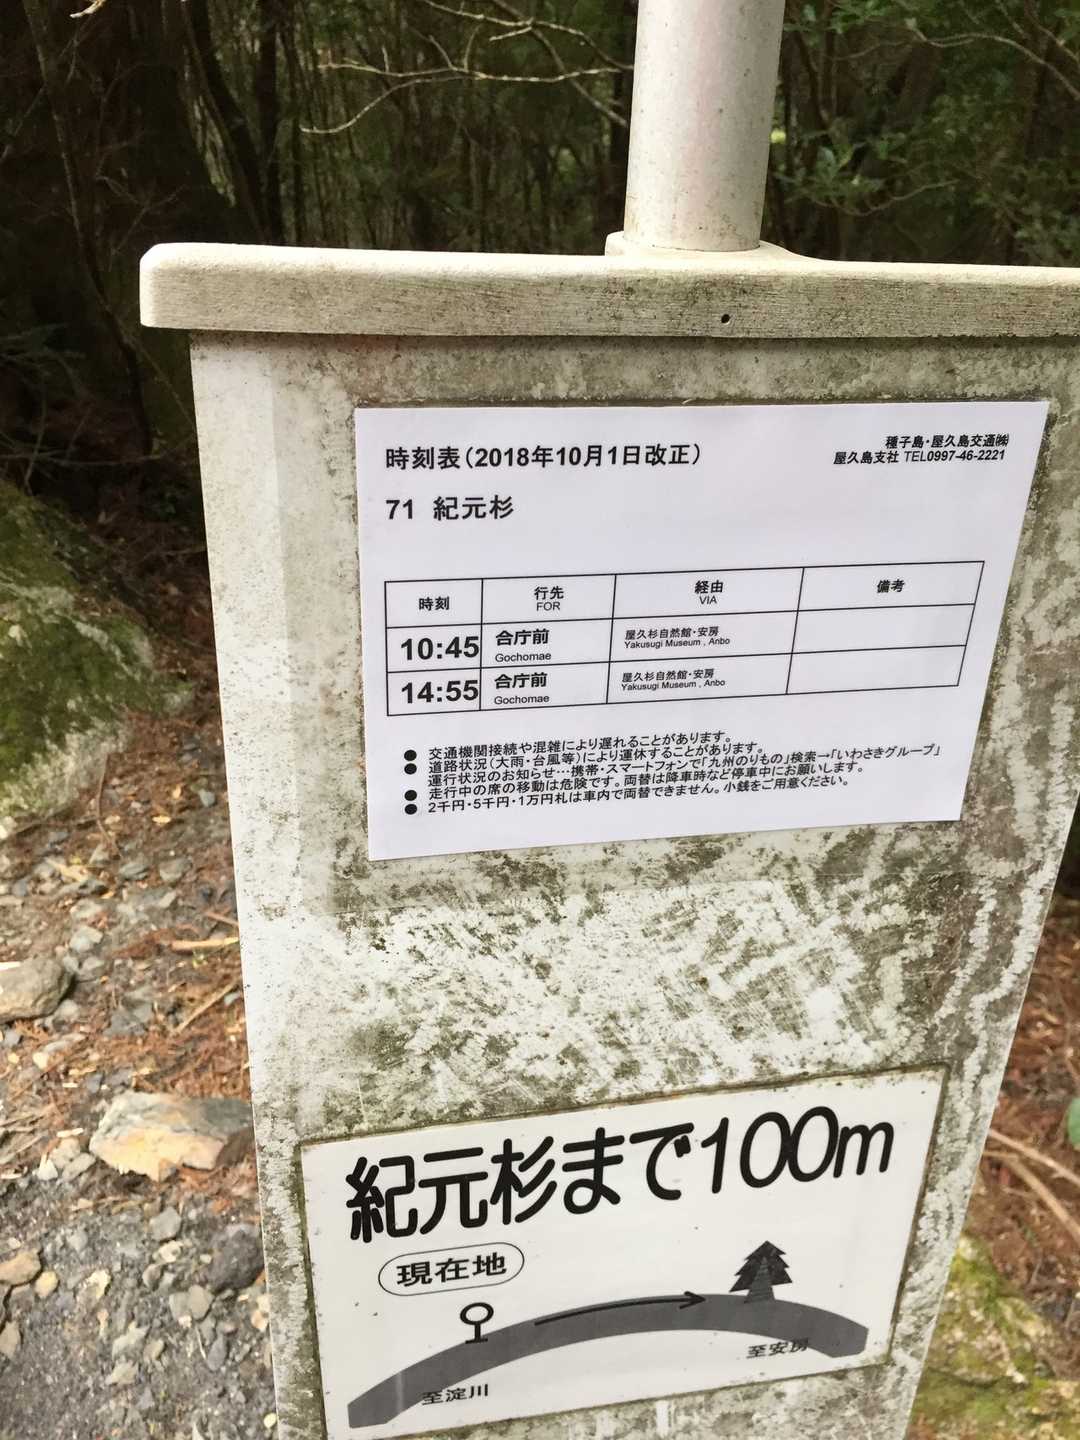 時刻表(2018年10月1日改正)
種子島・屋久島交通㈱
屋久島支社 TEL0997-46-2221
71 紀元杉
時刻 行先 経由 備考
FOR VIA
10:45 合庁前 屋久杉自然館・安房
Gochomae Yakusugi Museum , Anbo
14:55 合庁前 屋久杉自然館・安房
Gochomae Yakusugi Museum , Anbo
● 交通機関接続や混雑により遅れることがあります。
● 道路状況(大雨・台風等)により運休することがあります。
運行状況のお知らせ…携帯・スマートフォンで「九州のりもの」検索→「いわさきグループ」
● 走行中の席の移動は危険です。両替は降車時など停車中にお願いします。
● 2千円・5千円・1万円札は車内で両替できません。小銭をご用意ください。
紀元杉まで100m
現在地
至淀川
至安房